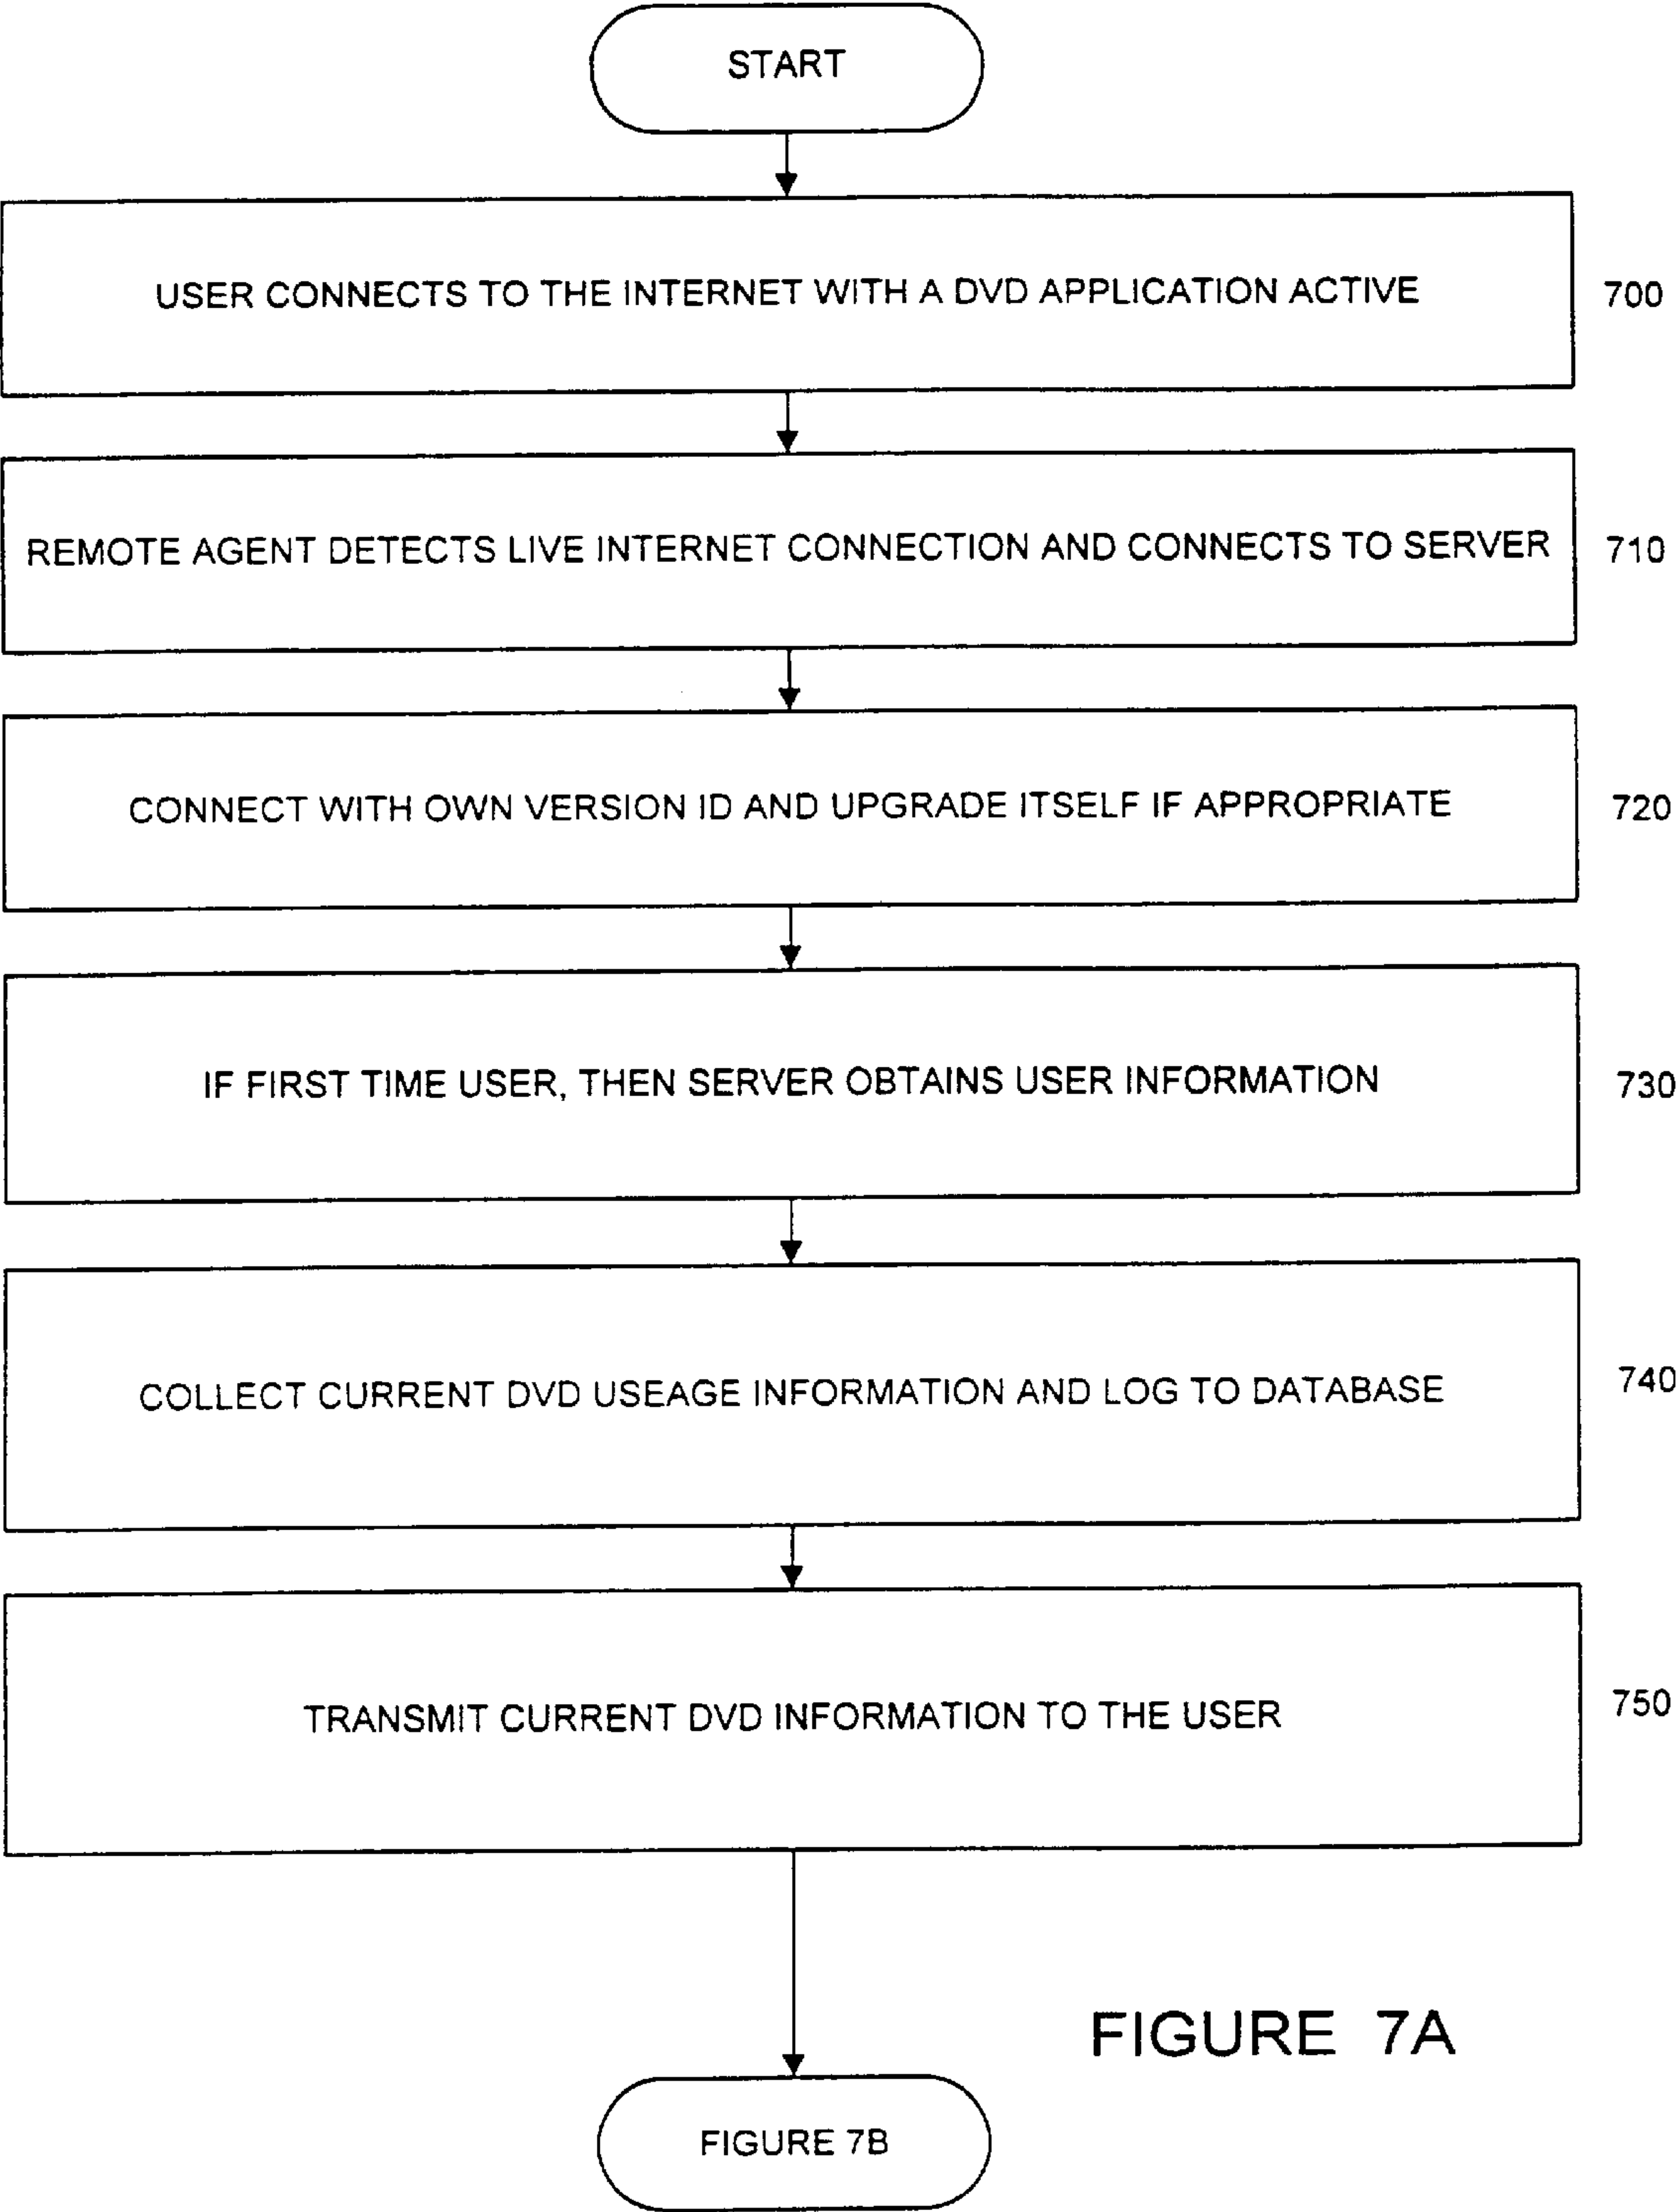 START
USER CONNECTS TO THE INTERNET WITH A DVD APPLICATION ACTIVE
700
REMOTE AGENT DETECTS LIVE INTERNET CONNECTION AND CONNECTS TO SERVER
710
CONNECT WITH OWN VERSION ID AND UPGRADE ITSELF IF APPROPRIATE
720
IF FIRST TIME USER, THEN SERVER OBTAINS USER INFORMATION
730
COLLECT CURRENT DVD USEAGE INFORMATION AND LOG TO DATABASE
740
TRANSMIT CURRENT DVD INFORMATION TO THE USER
750
FIGURE 7A
FIGURE 7B